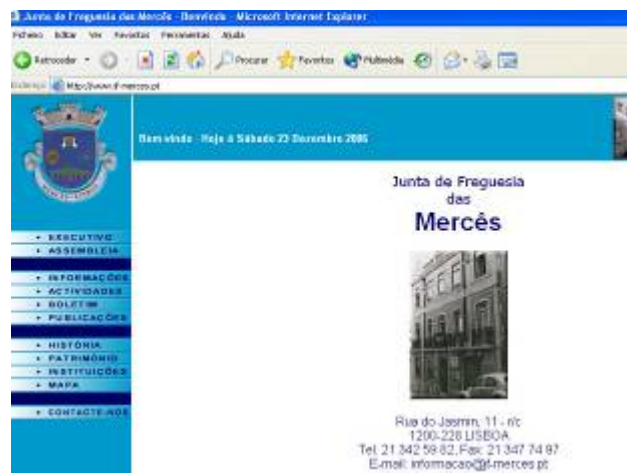 Junta de Freguesia das Mercês - Benvindo - Microsoft Internet Explorer
Ficheiro Editar Ver Favoritos Ferramentas Ajuda
Retroceder Procurar Favoritos Multimédia
Endereço http://www.jf-merces.pt
Bem vindo - Hoje é Sábado 23 Dezembro 2006
Junta de Freguesia
das
Mercês
EXECUTIVO
ASSEMBLEIA
INFORMAÇÕES
ACTIVIDADES
BOLETIM
PUBLICAÇÕES
HISTÓRIA
PATRIMÓNIO
INSTITUIÇÕES
MAPA
CONTACTE-NOS
Rua do Jasmin, 11 - r/c
1200-228 LISBOA
Tel. 21 342 59 82, Fax: 21 347 74 97
E-mail: informacao@jf-merces.pt